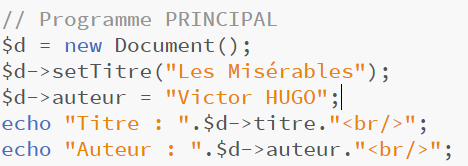 // Programme PRINCIPAL
$d = new Document();
$d->setTitre("Les Misérables");
$d->auteur = "Victor HUGO";
echo "Titre : ".$d->titre."<br/>";
echo "Auteur : ".$d->auteur."<br/>";